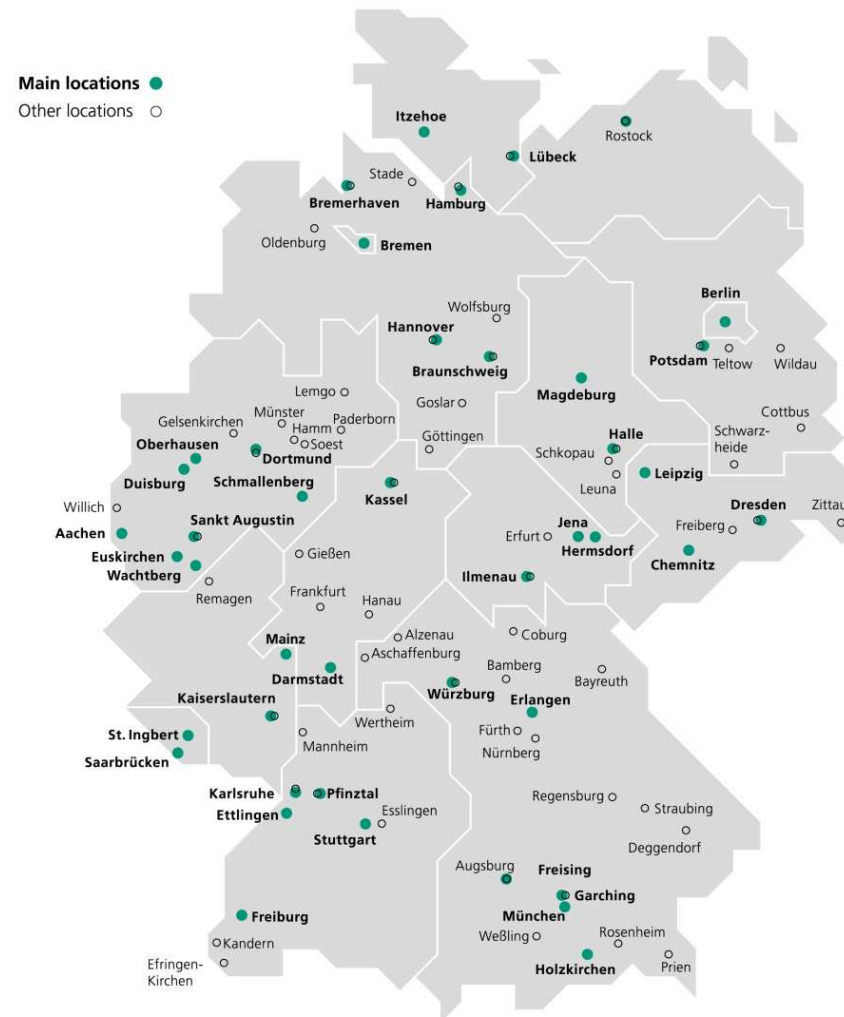 Main locations
Other locations
Itzehoe
Rostock
Lübeck
Stade
Bremerhaven
Hamburg
Oldenburg
Bremen
Berlin
Wolfsburg
Hannover
Potsdam
Teltow
Wildau
Braunschweig
Magdeburg
Lemgo
Goslar
Münster
Paderborn
Cottbus
Gelsenkirchen
Hamm
Schwarz-
heide
Soest
Göttingen
Halle
Oberhausen
Dortmund
Schkopau
Leipzig
Duisburg
Schmallenberg
Kassel
Leuna
Willich
Dresden
Zittau
Sankt Augustin
Jena
Freiberg
Aachen
Erfurt
Hermsdorf
Euskirchen
Gießen
Chemnitz
Wachtberg
Ilmenau
Remagen
Frankfurt
Hanau
Coburg
Mainz
Alzenau
Aschaffenburg
Bamberg
Bayreuth
Darmstadt
Würzburg
Kaiserslautern
Erlangen
Wertheim
St. Ingbert
Fürth
Mannheim
Nürnberg
Saarbrücken
Karlsruhe
Pfinztal
Regensburg
Ettlingen
Esslingen
Straubing
Stuttgart
Deggendorf
Augsburg
Freising
Garching
Freiburg
München
Kandern
Weßling
Rosenheim
Efringen-
Kirchen
Holzkirchen
Prien